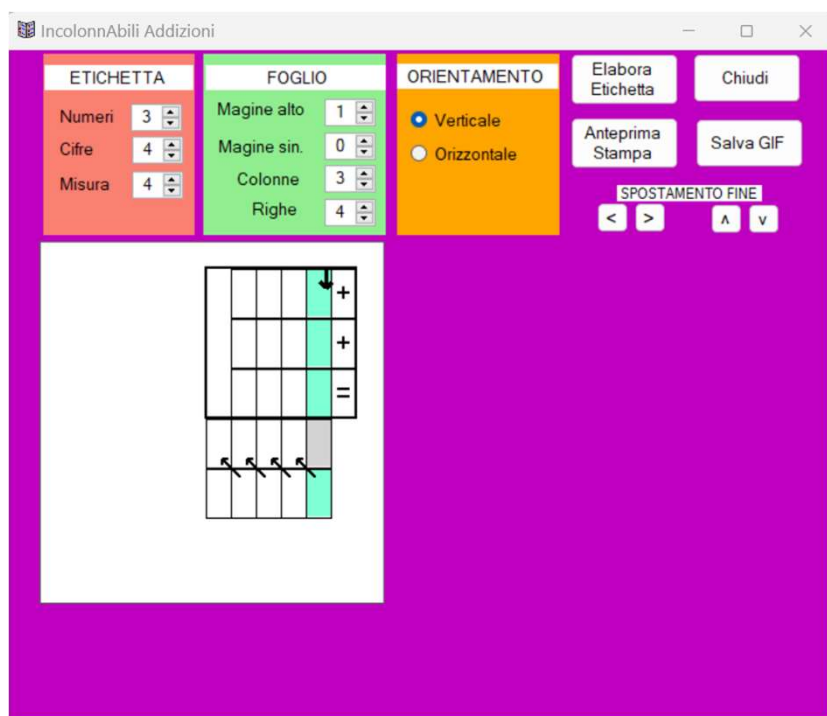 IncolonnAbili Addizioni
ETICHETTA
Numeri 3
Cifre 4
Misura 4
FOGLIO
Magine alto 1
Magine sin. 0
Colonne 3
Righe 4
ORIENTAMENTO
Verticale
Orizzontale
Elabora
Etichetta
Chiudi
Anteprima
Stampa
Salva GIF
SPOSTAMENTO FINE
< > ʌ v
+
+
=